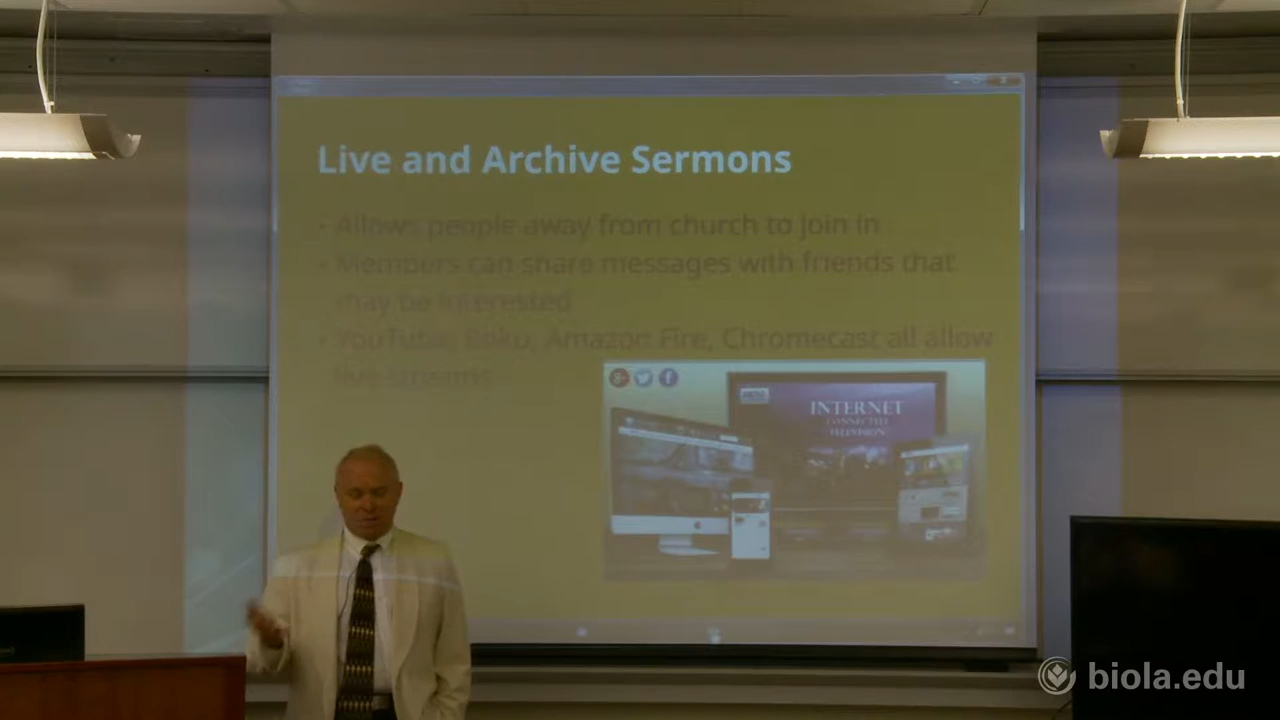 Live and Archive Sermons
• Allows people away from church to join in
• Members can share messages with friends that
may be interested
• YouTube, Roku, Amazon Fire, Chromecast all allow
live streams
INTERNET
CONNECTED
TELEVISION
biola.edu